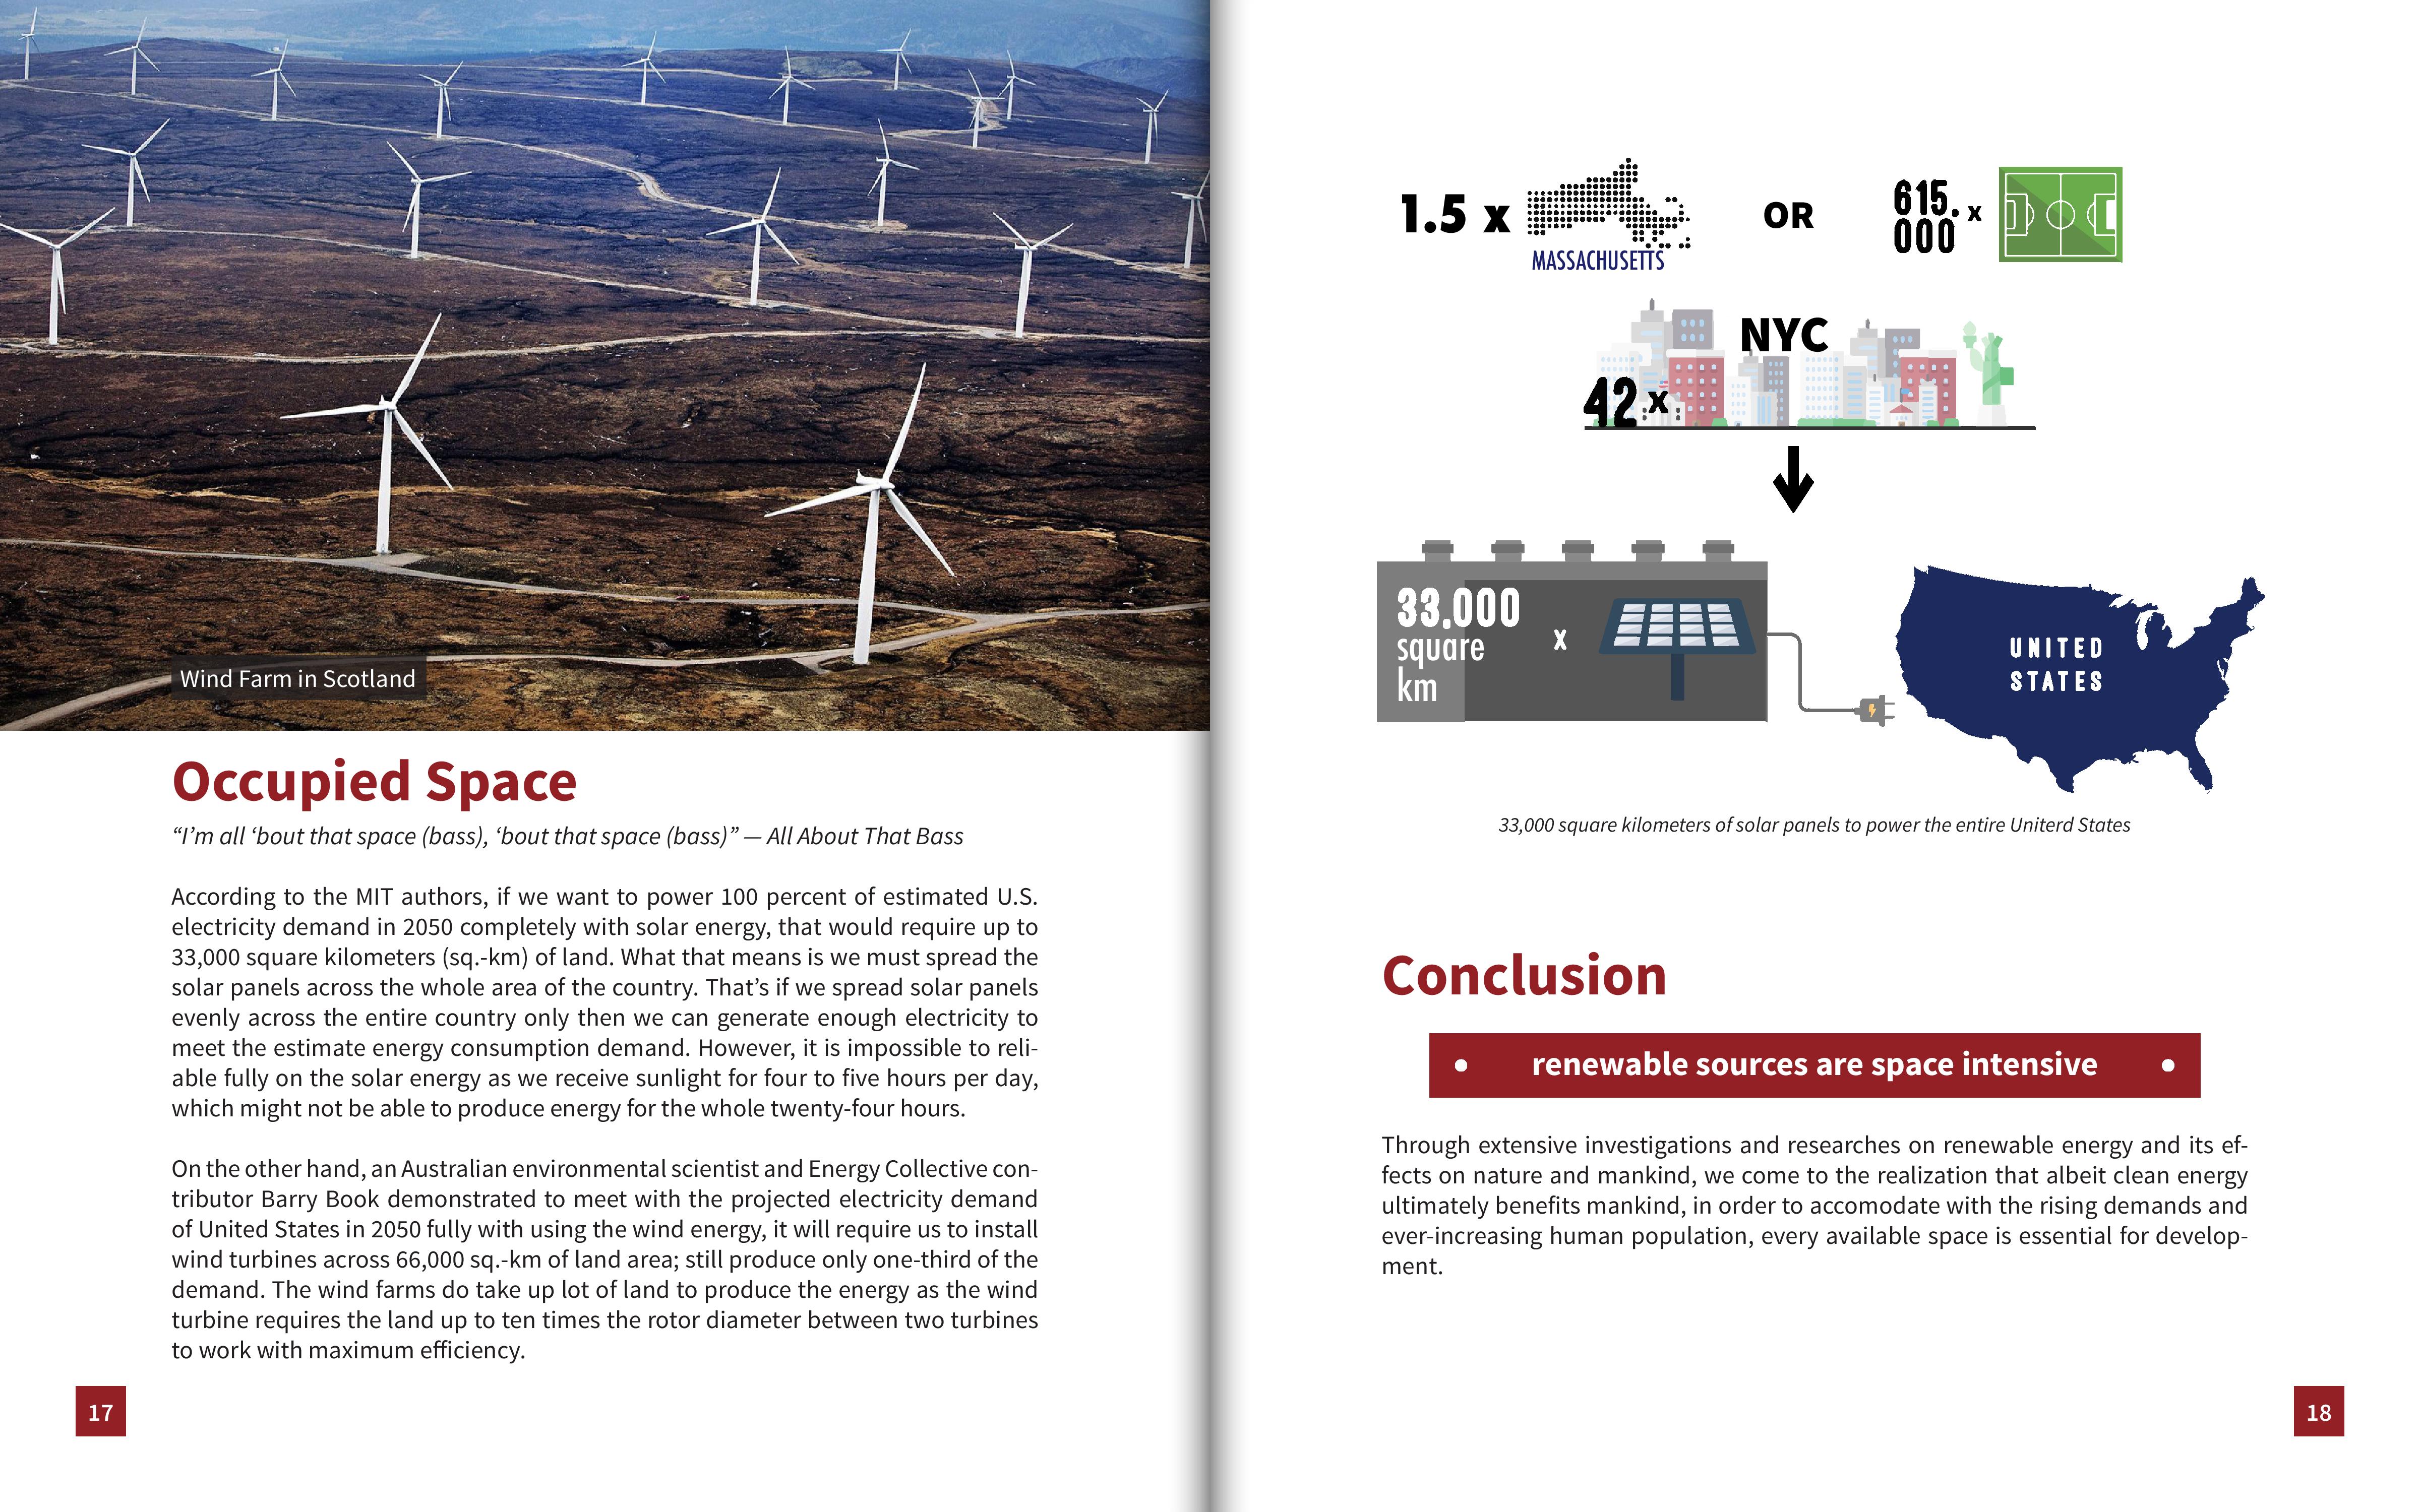 Wind Farm in Scotland
Occupied Space
“I’m all ‘bout that space (bass), ‘bout that space (bass)” — All About That Bass
According to the MIT authors, if we want to power 100 percent of estimated U.S.
electricity demand in 2050 completely with solar energy, that would require up to
33,000 square kilometers (sq.-km) of land. What that means is we must spread the
solar panels across the whole area of the country. That’s if we spread solar panels
evenly across the entire country only then we can generate enough electricity to
meet the estimate energy consumption demand. However, it is impossible to reli-
able fully on the solar energy as we receive sunlight for four to five hours per day,
which might not be able to produce energy for the whole twenty-four hours.
On the other hand, an Australian environmental scientist and Energy Collective con-
tributor Barry Book demonstrated to meet with the projected electricity demand
of United States in 2050 fully with using the wind energy, it will require us to install
wind turbines across 66,000 sq.-km of land area; still produce only one-third of the
demand. The wind farms do take up lot of land to produce the energy as the wind
turbine requires the land up to ten times the rotor diameter between two turbines
to work with maximum efficiency.
17
1.5 x
MASSACHUSETTS
OR
615.
000 x
NYC
42 x
33.000
square
km
x
UNITED
STATES
33,000 square kilometers of solar panels to power the entire Uniterd States
Conclusion
• renewable sources are space intensive •
Through extensive investigations and researches on renewable energy and its ef-
fects on nature and mankind, we come to the realization that albeit clean energy
ultimately benefits mankind, in order to accomodate with the rising demands and
ever-increasing human population, every available space is essential for develop-
ment.
18